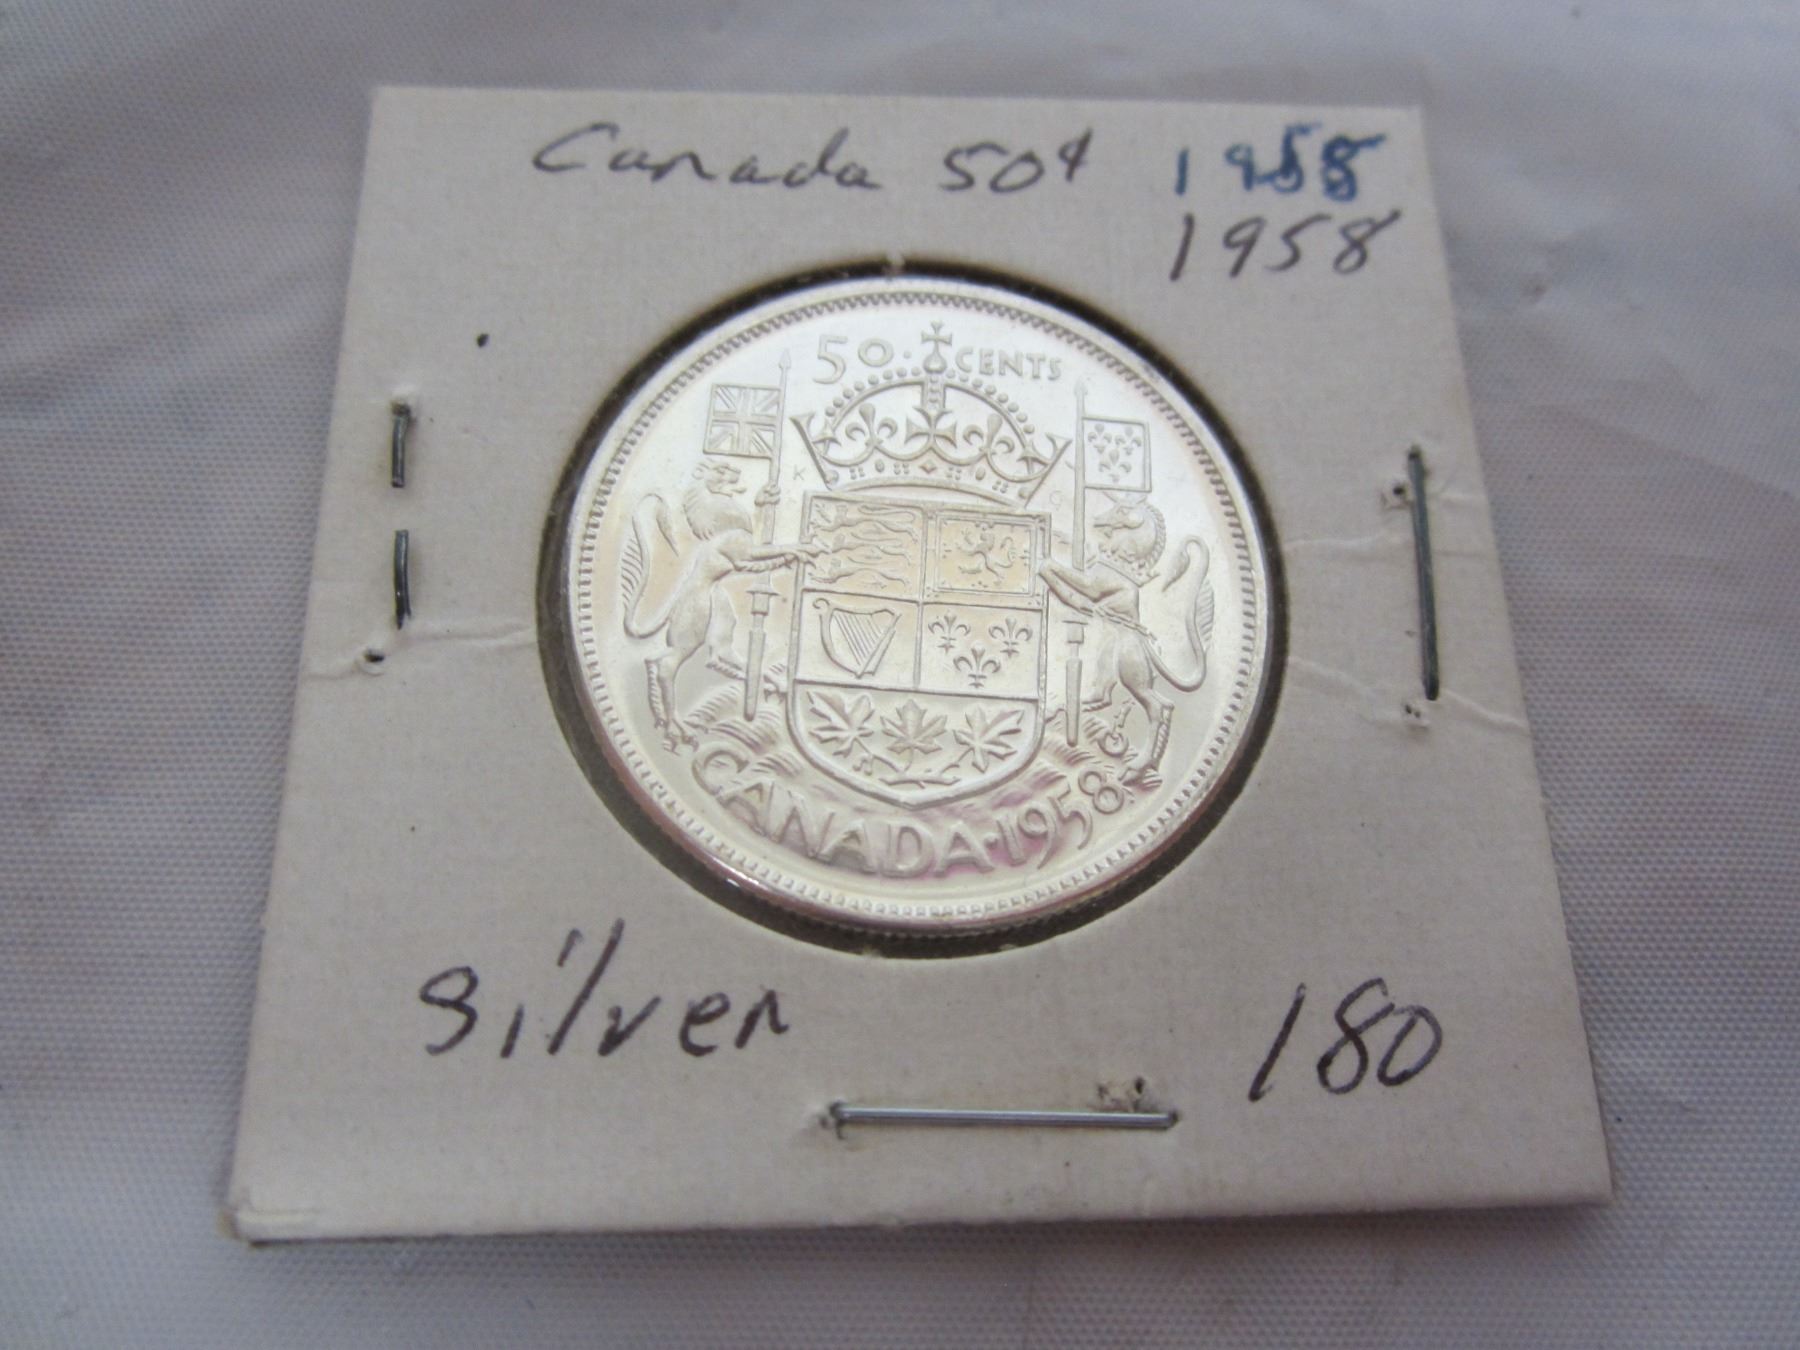 Canada 50¢ 1958
1958
50 · CENTS
K G
CANADA · 1958
Silver 180